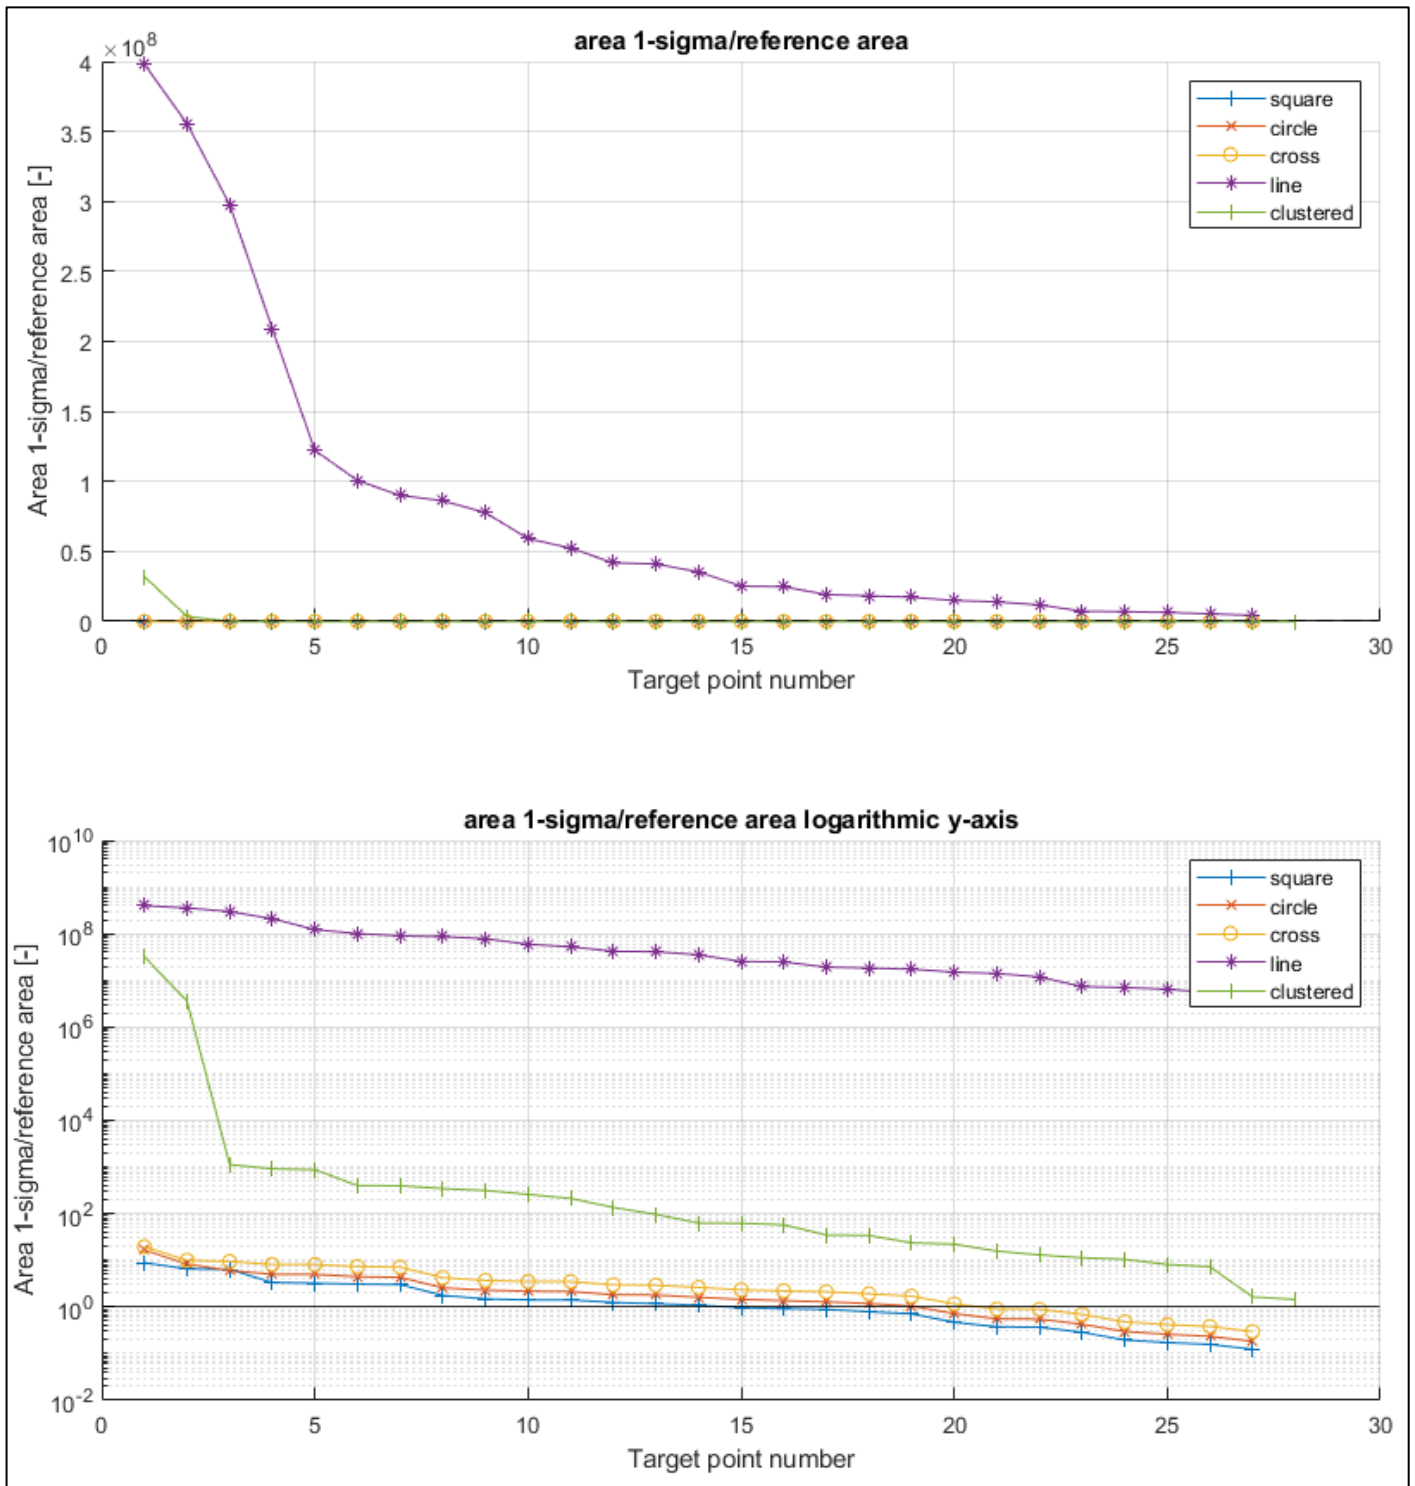 area 1-sigma/reference area
×10^8
4
3.5
3
2.5
2
1.5
1
0.5
0
Area 1-sigma/reference area [-]
square
circle
cross
line
clustered
0 5 10 15 20 25 30
Target point number
area 1-sigma/reference area logarithmic y-axis
10^10
10^8
10^6
10^4
10^2
10^0
10^-2
Area 1-sigma/reference area [-]
square
circle
cross
line
clustered
0 5 10 15 20 25 30
Target point number